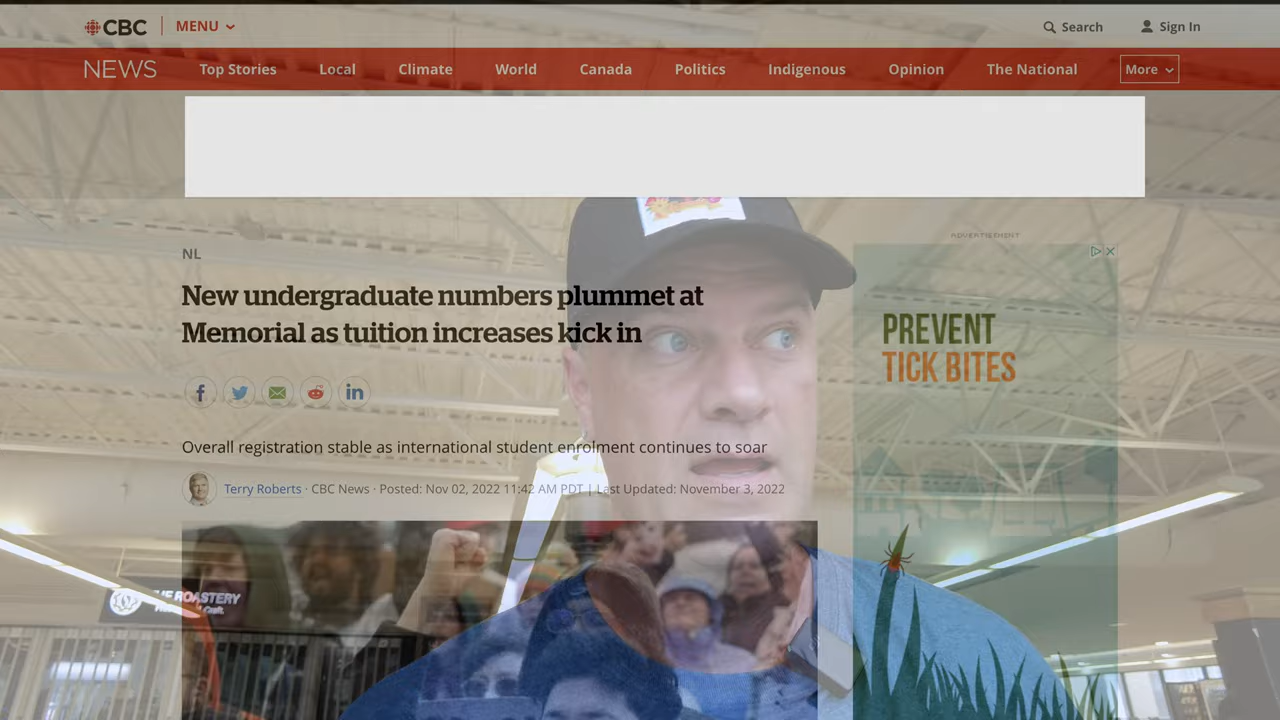 CBC
MENU
Search
Sign In
NEWS
Top Stories
Local
Climate
World
Canada
Politics
Indigenous
Opinion
The National
More
ADVERTISEMENT
NL
New undergraduate numbers plummet at
Memorial as tuition increases kick in
PREVENT
TICK BITES
Overall registration stable as international student enrolment continues to soar
Terry Roberts · CBC News · Posted: Nov 02, 2022 11:42 AM PDT | Last Updated: November 3, 2022
ROASTERY